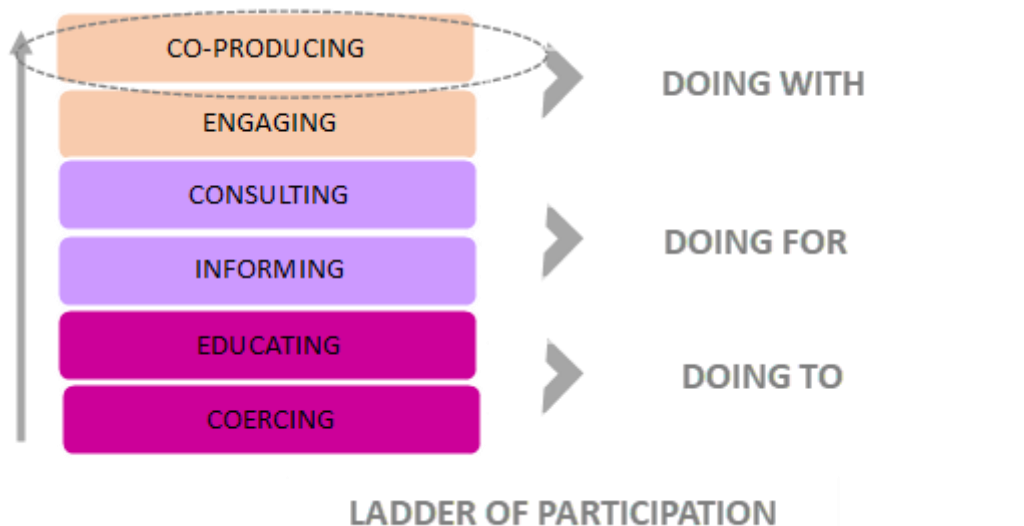 CO-PRODUCING
DOING WITH
ENGAGING
CONSULTING
DOING FOR
INFORMING
EDUCATING
DOING TO
COERCING
LADDER OF PARTICIPATION